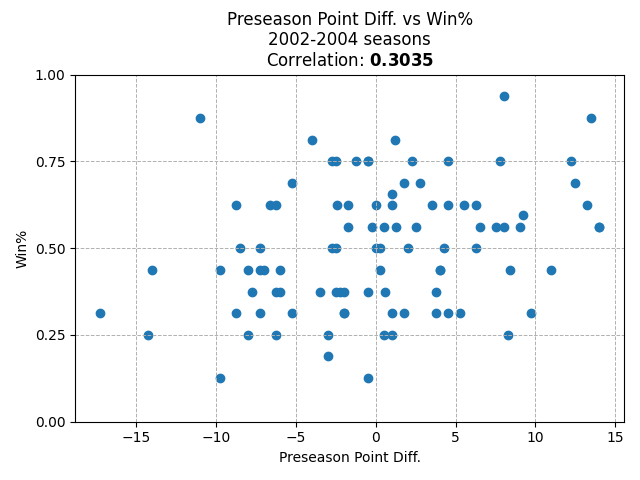 Preseason Point Diff. vs Win%
2002-2004 seasons
Correlation: 0.3035
1.00
0.75
Win%
0.50
0.25
0.00
−15
−10
−5
0
5
10
15
Preseason Point Diff.